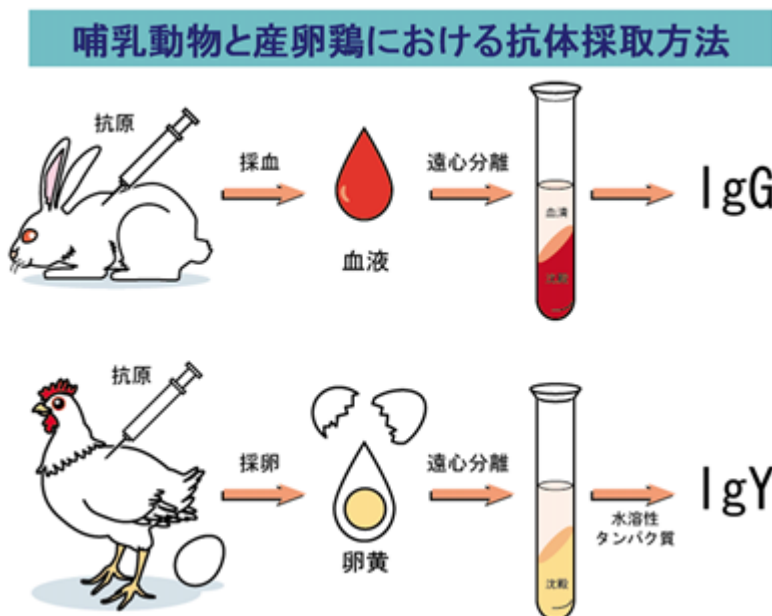 哺乳動物と産卵鶏における抗体採取方法
抗原
採血
血液
遠心分離
血清
沈殿
IgG
抗原
採卵
卵黄
遠心分離
沈殿
水溶性
タンパク質
IgY